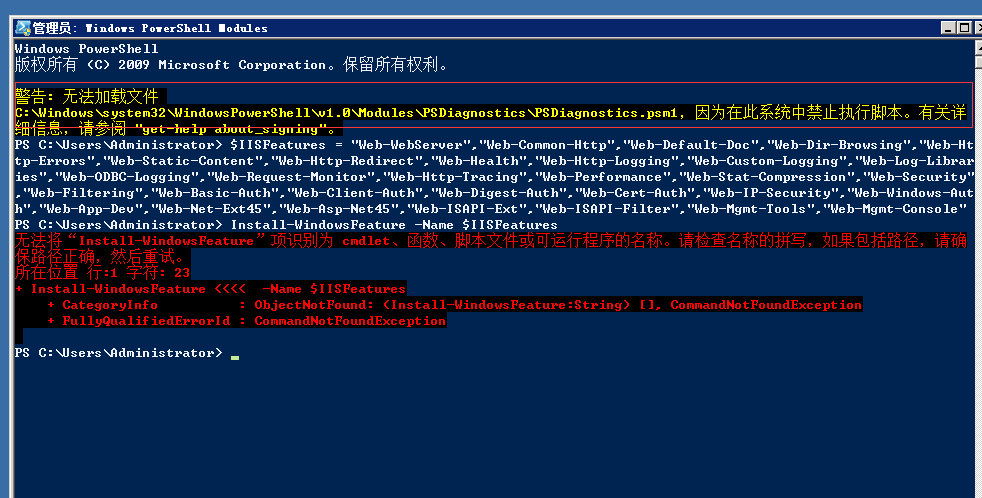 管理员: Windows PowerShell Modules
Windows PowerShell
版权所有 (C) 2009 Microsoft Corporation。保留所有权利。
警告: 无法加载文件
C:\Windows\system32\WindowsPowerShell\v1.0\Modules\PSDiagnostics\PSDiagnostics.psm1，因为在此系统中禁止执行脚本。有关详
细信息，请参阅 "get-help about_signing"。
PS C:\Users\Administrator> $IISFeatures = "Web-WebServer","Web-Common-Http","Web-Default-Doc","Web-Dir-Browsing","Web-Ht
tp-Errors","Web-Static-Content","Web-Http-Redirect","Web-Health","Web-Http-Logging","Web-Custom-Logging","Web-Log-Librar
ies","Web-ODBC-Logging","Web-Request-Monitor","Web-Http-Tracing","Web-Performance","Web-Stat-Compression","Web-Security"
,"Web-Filtering","Web-Basic-Auth","Web-Client-Auth","Web-Digest-Auth","Web-Cert-Auth","Web-IP-Security","Web-Windows-Aut
h","Web-App-Dev","Web-Net-Ext45","Web-Asp-Net45","Web-ISAPI-Ext","Web-ISAPI-Filter","Web-Mgmt-Tools","Web-Mgmt-Console"
PS C:\Users\Administrator> Install-WindowsFeature -Name $IISFeatures
无法将“Install-WindowsFeature”项识别为 cmdlet、函数、脚本文件或可运行程序的名称。请检查名称的拼写，如果包括路径，请确
保路径正确，然后重试。
所在位置 行:1 字符: 23
+ Install-WindowsFeature <<<<  -Name $IISFeatures
    + CategoryInfo          : ObjectNotFound: (Install-WindowsFeature:String) [], CommandNotFoundException
    + FullyQualifiedErrorId : CommandNotFoundException
PS C:\Users\Administrator>